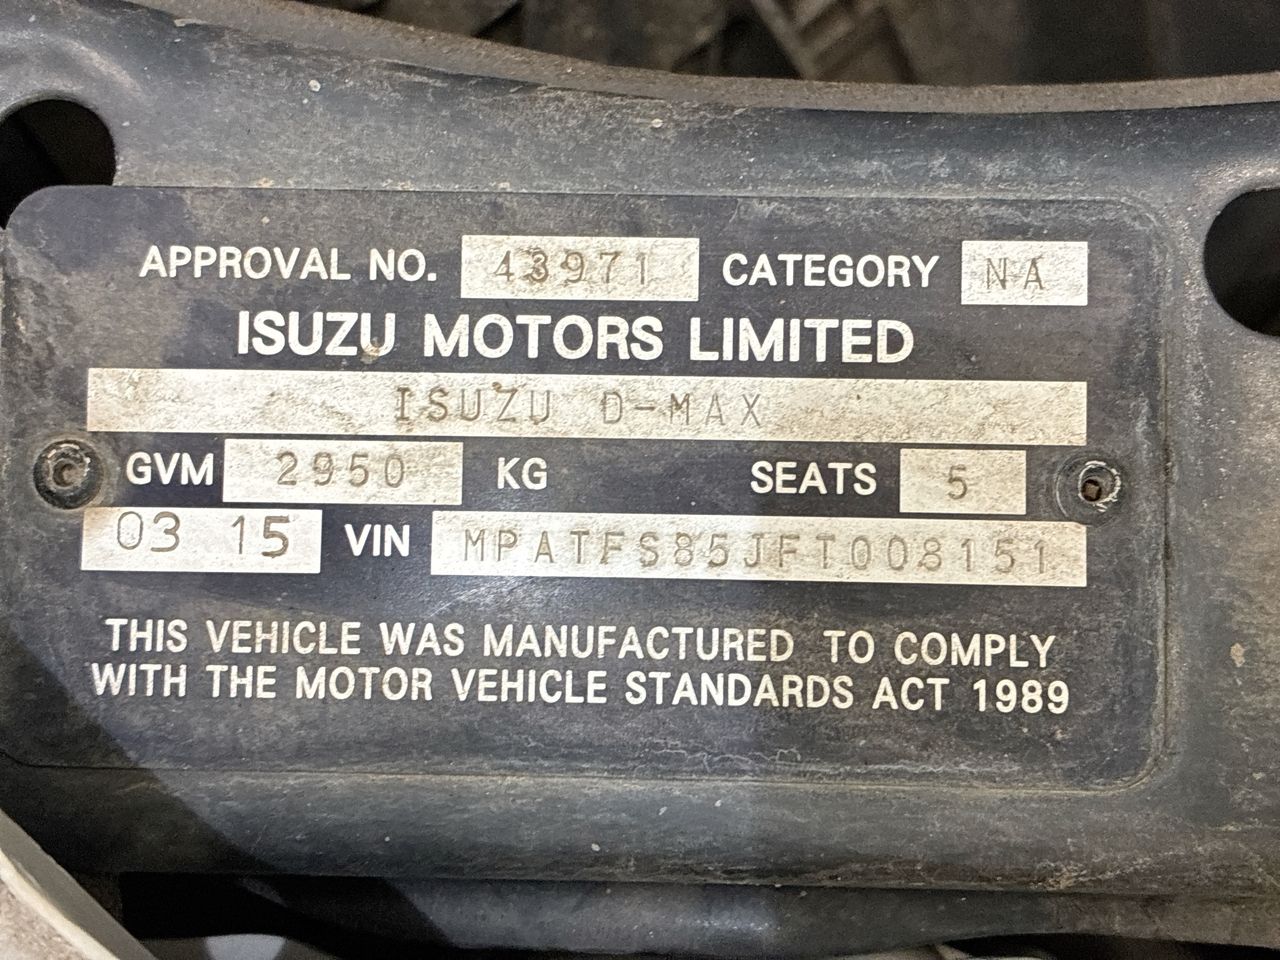 APPROVAL NO. 43971 CATEGORY NA
ISUZU MOTORS LIMITED
ISUZU D-MAX
GVM 2950 KG SEATS 5
03 15 VIN MPATFS85JFT008151
THIS VEHICLE WAS MANUFACTURED TO COMPLY
WITH THE MOTOR VEHICLE STANDARDS ACT 1989